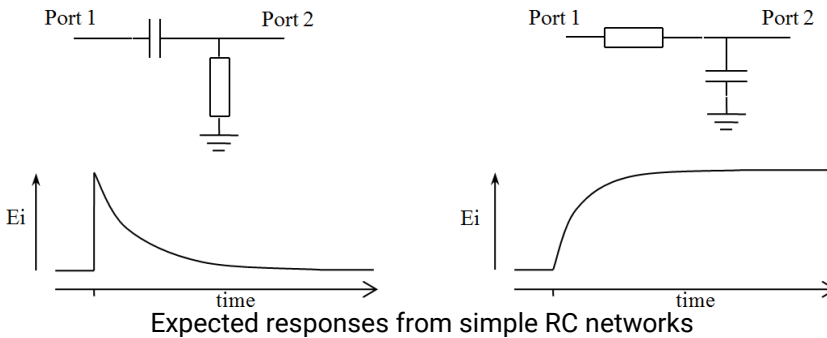 Port 1
Port 2
Port 1
Port 2
Ei
Ei
time
time
Expected responses from simple RC networks